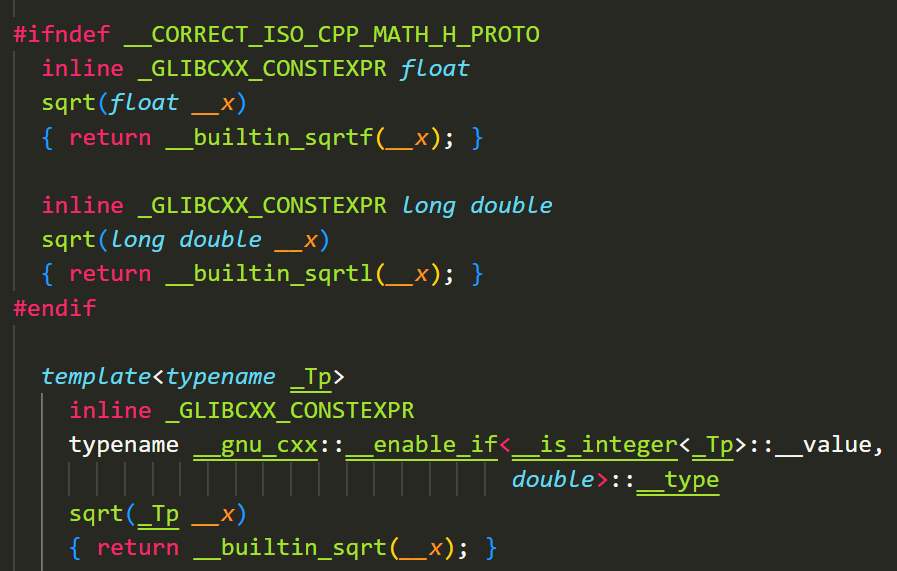 #ifndef __CORRECT_ISO_CPP_MATH_H_PROTO
inline _GLIBCXX_CONSTEXPR float
sqrt(float __x)
{ return __builtin_sqrtf(__x); }
inline _GLIBCXX_CONSTEXPR long double
sqrt(long double __x)
{ return __builtin_sqrtl(__x); }
#endif
template<typename _Tp>
inline _GLIBCXX_CONSTEXPR
typename __gnu_cxx::__enable_if<__is_integer<_Tp>::__value,
double>::__type
sqrt(_Tp __x)
{ return __builtin_sqrt(__x); }